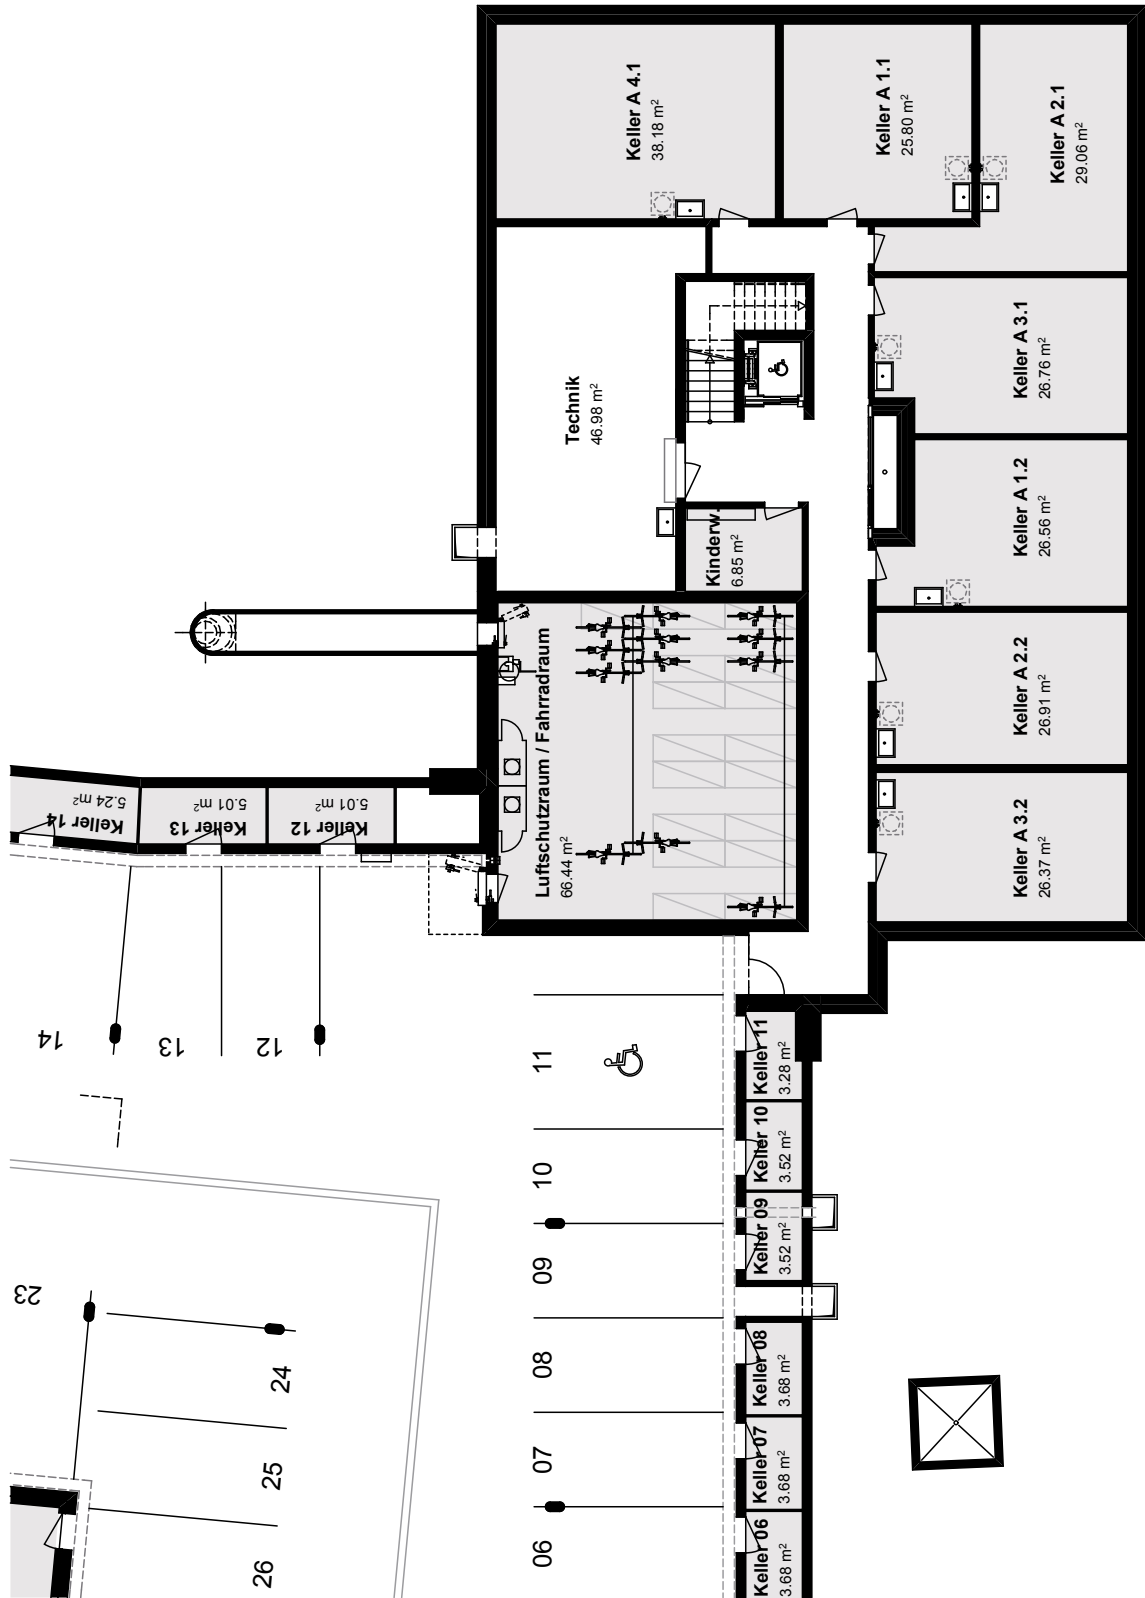 Keller A 4.1
38.18 m²
Keller A 1.1
25.80 m²
Keller A 2.1
29.06 m²
Technik
46.98 m²
Keller A 3.1
26.76 m²
Keller A 1.2
26.56 m²
Kinderw.
6.85 m²
Luftschutzraum / Fahrradraum
66.44 m²
Keller A 2.2
26.91 m²
Keller A 3.2
26.37 m²
Keller 14
5.24 m²
Keller 13
5.01 m²
Keller 12
5.01 m²
14
13
12
11
Keller 11
3.28 m²
10
Keller 10
3.52 m²
09
Keller 09
3.52 m²
23
24
08
Keller 08
3.68 m²
25
07
Keller 07
3.68 m²
26
06
Keller 06
3.68 m²